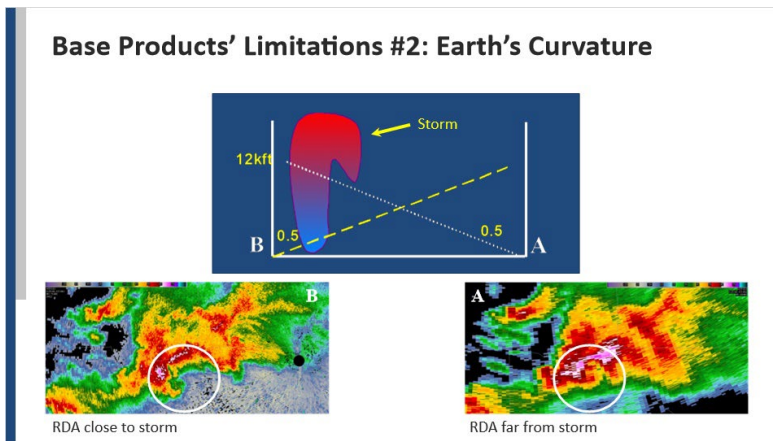 Base Products' Limitations #2: Earth's Curvature
Storm
12kft
0.5
0.5
B
A
B
A
RDA close to storm
RDA far from storm